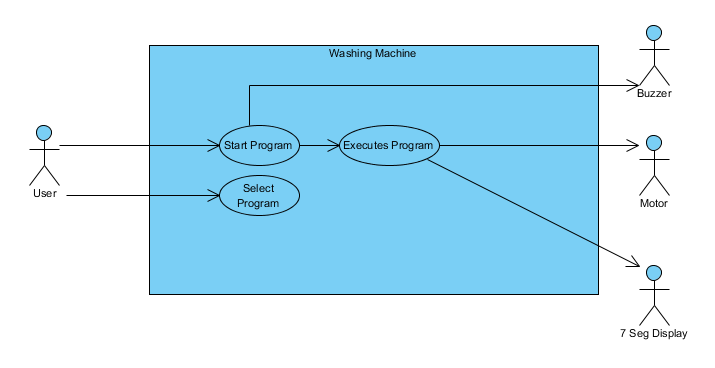 Washing Machine
Buzzer
Start Program
Executes Program
User
Select
Program
Motor
7 Seg Display